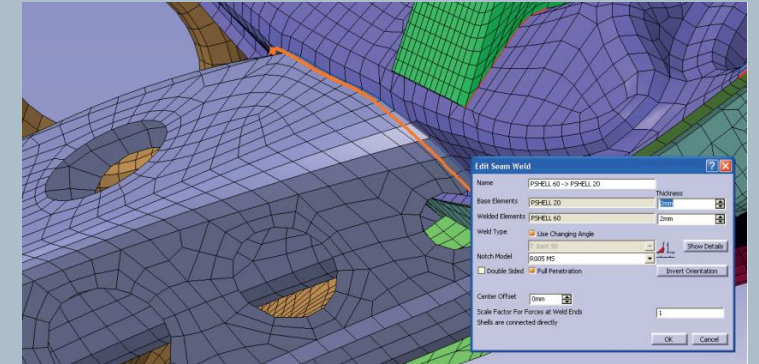 Edit Seam Weld
Name PSHELL 60 -> PSHELL 20
Thickness
Base Elements PSHELL 20
Welded Elements PSHELL 60 2mm
Weld Type Use Changing Angle
T Joint 90 Show Details
Notch Model R005 MS
Double Sided Full Penetration Invert Orientation
Center Offset 0mm
Scale Factor For Forces at Weld Ends 1
Shells are connected directly
OK Cancel